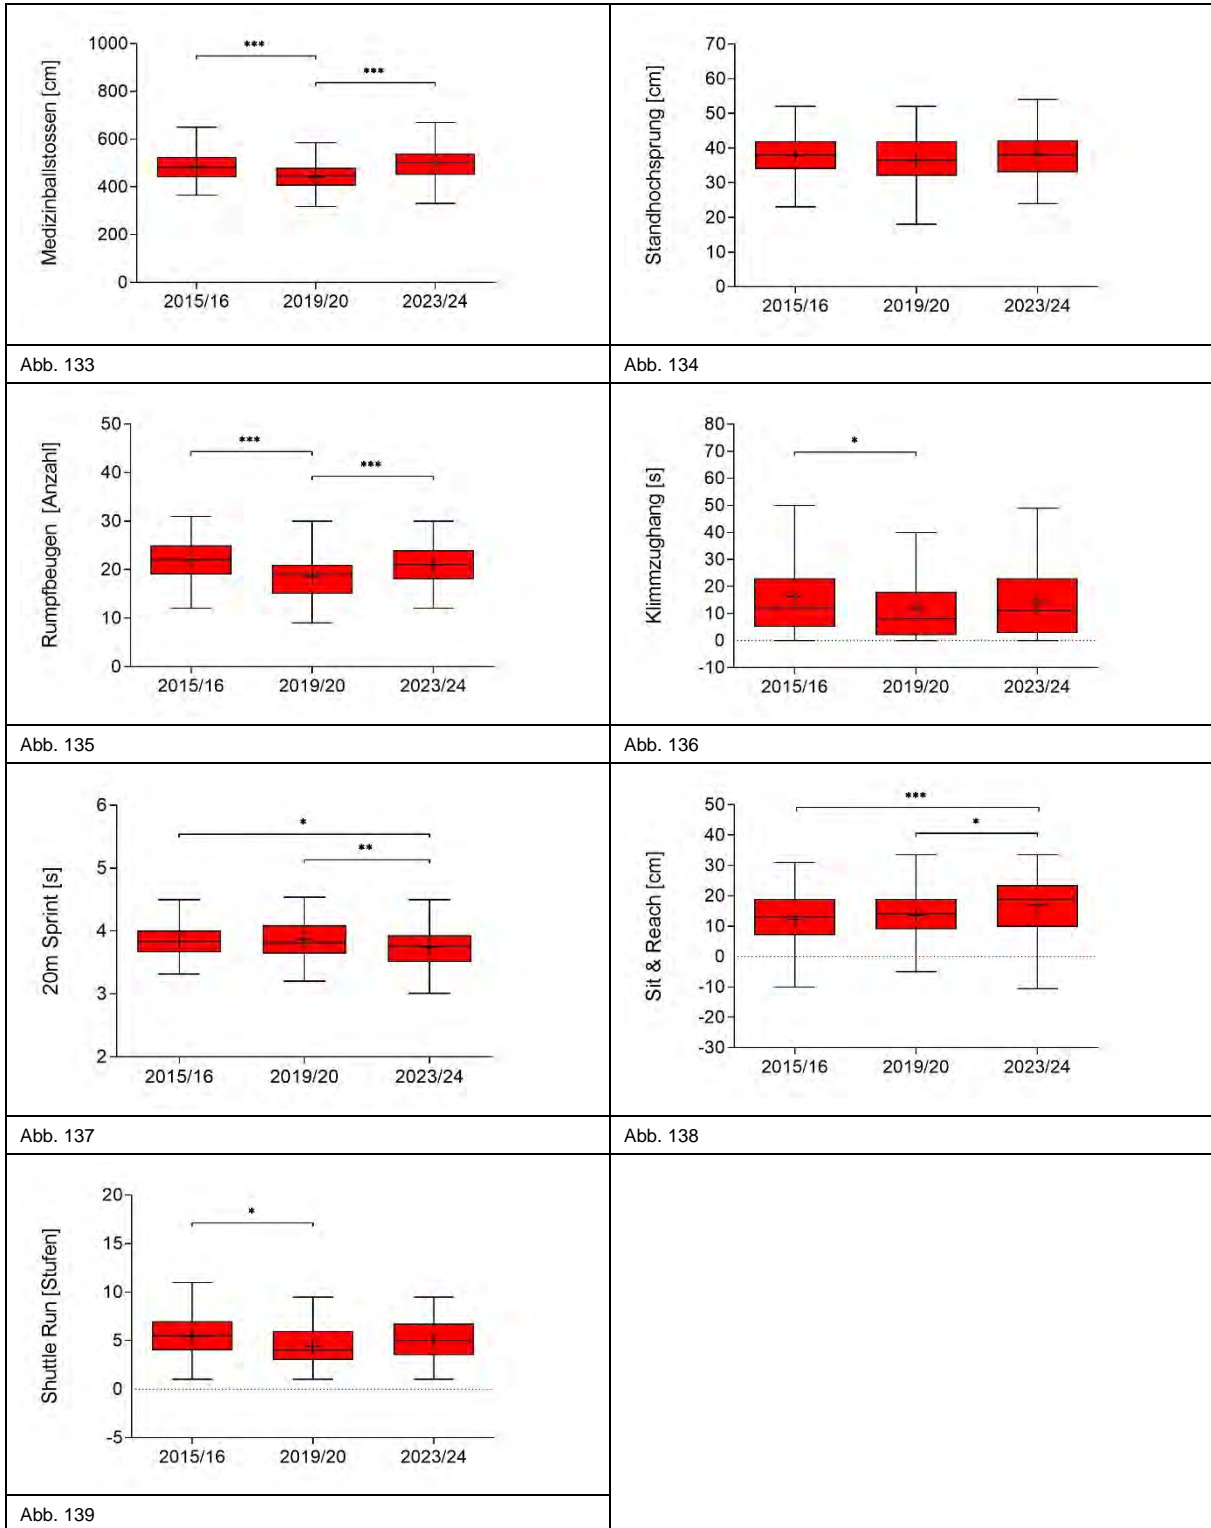 Medizinballstossen [cm]
1000
800
600
400
200
0
***
***
2015/16 2019/20 2023/24
Abb. 133
Standhochsprung [cm]
70
60
50
40
30
20
10
0
2015/16 2019/20 2023/24
Abb. 134
Rumpfbeugen [Anzahl]
50
40
30
20
10
0
***
***
2015/16 2019/20 2023/24
Abb. 135
Klimmzughang [s]
80
70
60
50
40
30
20
10
0
-10
*
2015/16 2019/20 2023/24
Abb. 136
20m Sprint [s]
6
5
4
3
2
*
**
2015/16 2019/20 2023/24
Abb. 137
Sit & Reach [cm]
50
40
30
20
10
0
-10
-20
-30
***
*
2015/16 2019/20 2023/24
Abb. 138
Shuttle Run [Stufen]
20
15
10
5
0
-5
*
2015/16 2019/20 2023/24
Abb. 139